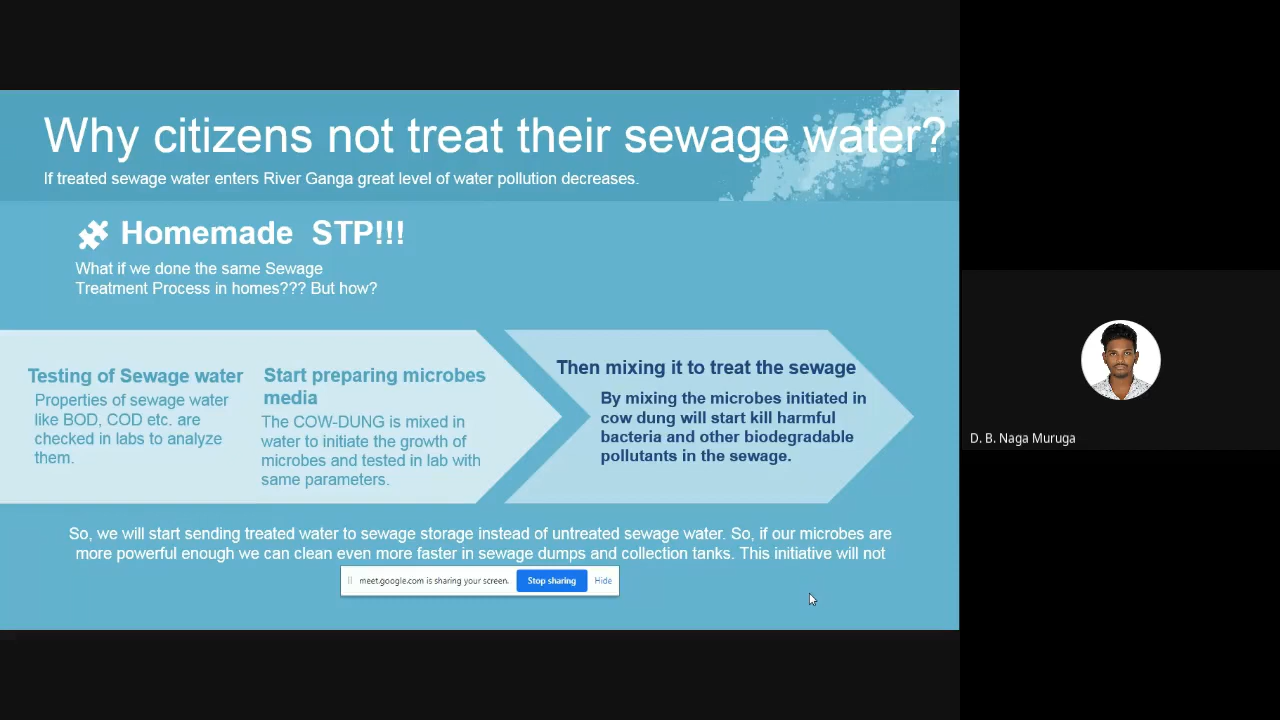 Why citizens not treat their sewage water?
If treated sewage water enters River Ganga great level of water pollution decreases.
Homemade STP!!!
What if we done the same Sewage
Treatment Process in homes??? But how?
Testing of Sewage water
Properties of sewage water
like BOD, COD etc. are
checked in labs to analyze
them.
Start preparing microbes
media
The COW-DUNG is mixed in
water to initiate the growth of
microbes and tested in lab with
same parameters.
Then mixing it to treat the sewage
By mixing the microbes initiated in
cow dung will start kill harmful
bacteria and other biodegradable
pollutants in the sewage.
So, we will start sending treated water to sewage storage instead of untreated sewage water. So, if our microbes are
more powerful enough we can clean even more faster in sewage dumps and collection tanks. This initiative will not
meet.google.com is sharing your screen. Stop sharing Hide
D. B. Naga Muruga